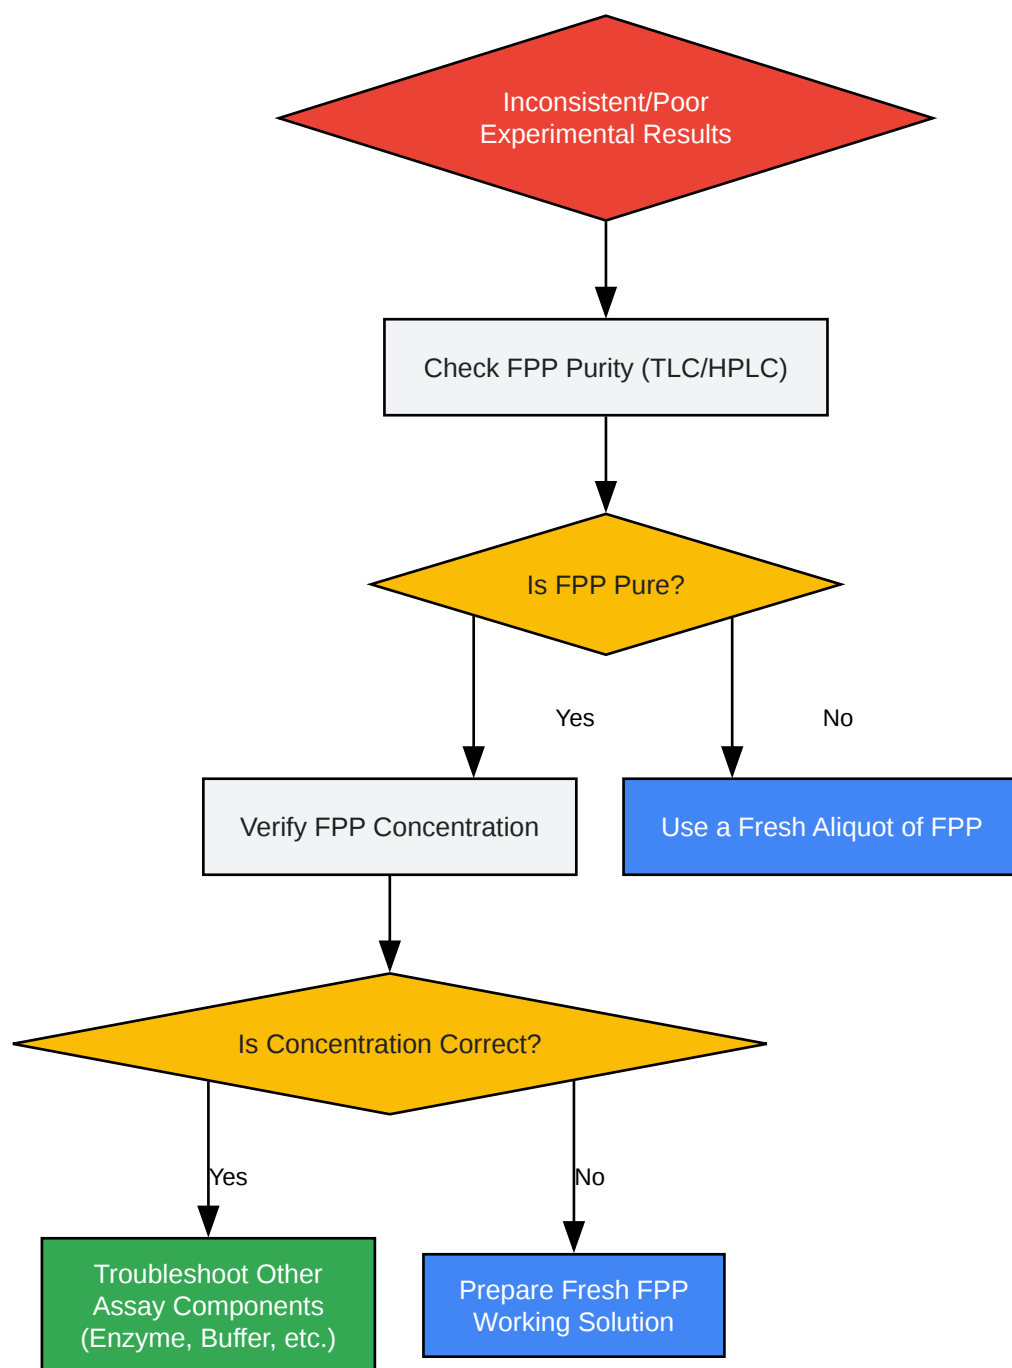 Inconsistent/Poor
Experimental Results
Check FPP Purity (TLC/HPLC)
Is FPP Pure?
Yes
No
Verify FPP Concentration
Use a Fresh Aliquot of FPP
Is Concentration Correct?
Yes
No
Troubleshoot Other
Assay Components
(Enzyme, Buffer, etc.)
Prepare Fresh FPP
Working Solution